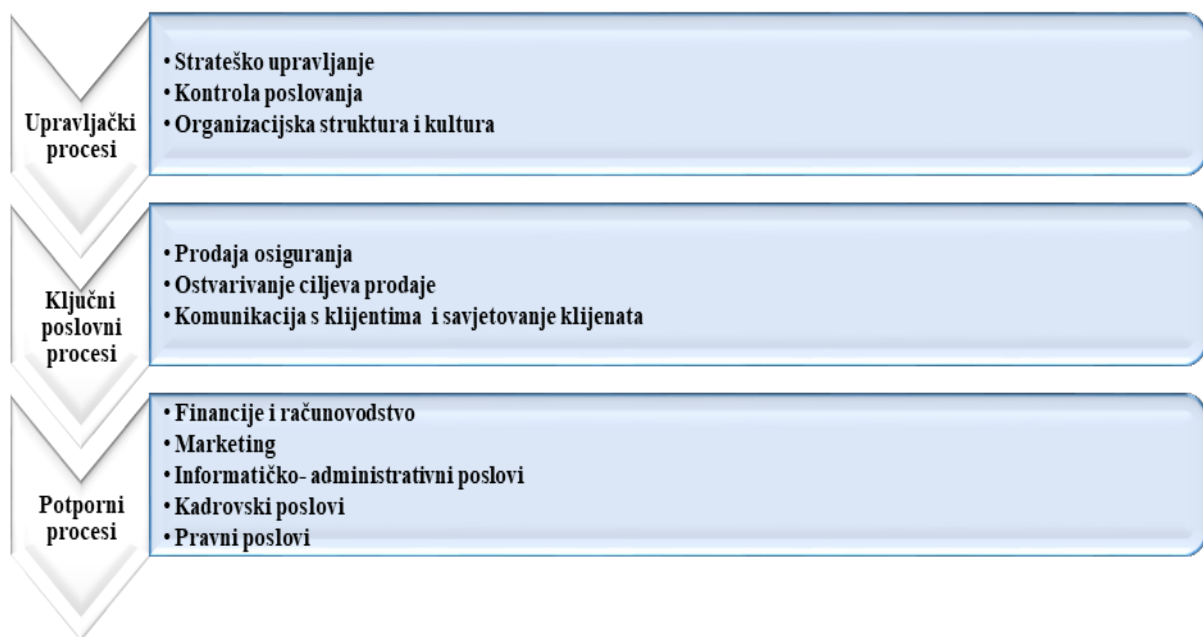 Upravljački
procesi
• Strateško upravljanje
• Kontrola poslovanja
• Organizacijska struktura i kultura
Ključni
poslovni
procesi
• Prodaja osiguranja
• Ostvarivanje ciljeva prodaje
• Komunikacija s klijentima i savjetovanje klijenata
Potporni
procesi
• Financije i računovodstvo
• Marketing
• Informatičko- administrativni poslovi
• Kadrovski poslovi
• Pravni poslovi